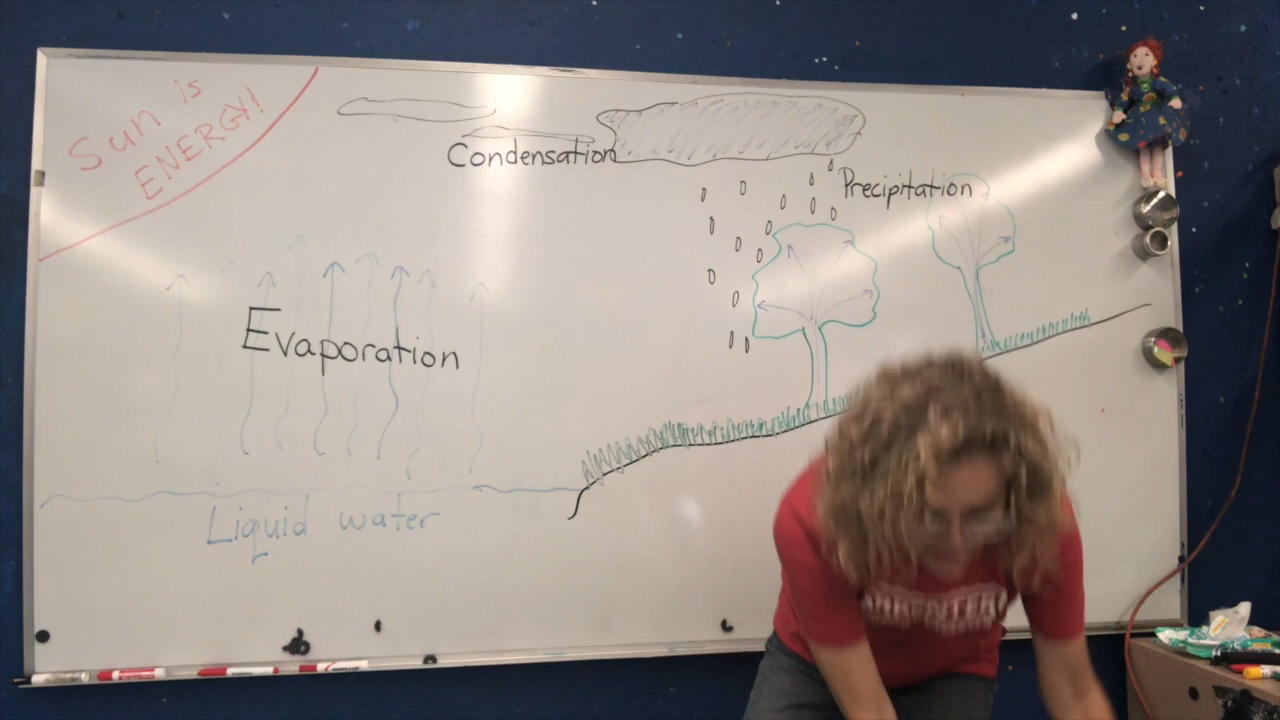 Sun is
ENERGY!
Condensation
Precipitation
Evaporation
Liquid water